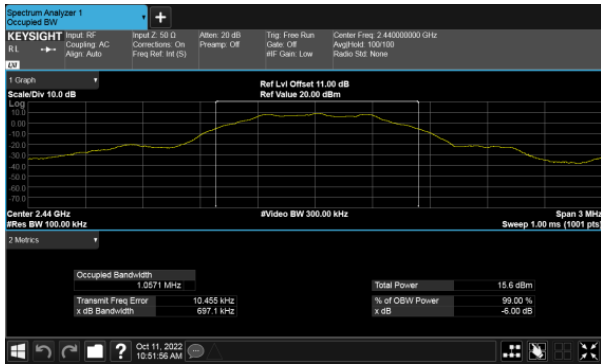 Spectrum Analyzer 1
Occupied BW
KEYSIGHT
RL
Input: RF
Coupling: AC
Align: Auto
Input Z: 50 Ω
Corrections: On
Freq Ref: Int (S)
Atten: 20 dB
Preamp: Off
Trig: Free Run
Gate: Off
#IF Gain: Low
Center Freq: 2.440000000 GHz
Avg|Hold: 100/100
Radio Std: None
LXI
1 Graph
Scale/Div 10.0 dB
Ref Lvl Offset 11.00 dB
Ref Value 20.00 dBm
Log
10.0
0.00
-10.0
-20.0
-30.0
-40.0
-50.0
-60.0
-70.0
Center 2.44 GHz
#Res BW 100.00 kHz
#Video BW 300.00 kHz
Span 3 MHz
Sweep 1.00 ms (1001 pts)
2 Metrics
Occupied Bandwidth
1.0571 MHz
Total Power 15.6 dBm
Transmit Freq Error 10.455 kHz
% of OBW Power 99.00 %
x dB Bandwidth 697.1 kHz
x dB -6.00 dB
?
Oct 11, 2022
10:51:56 AM